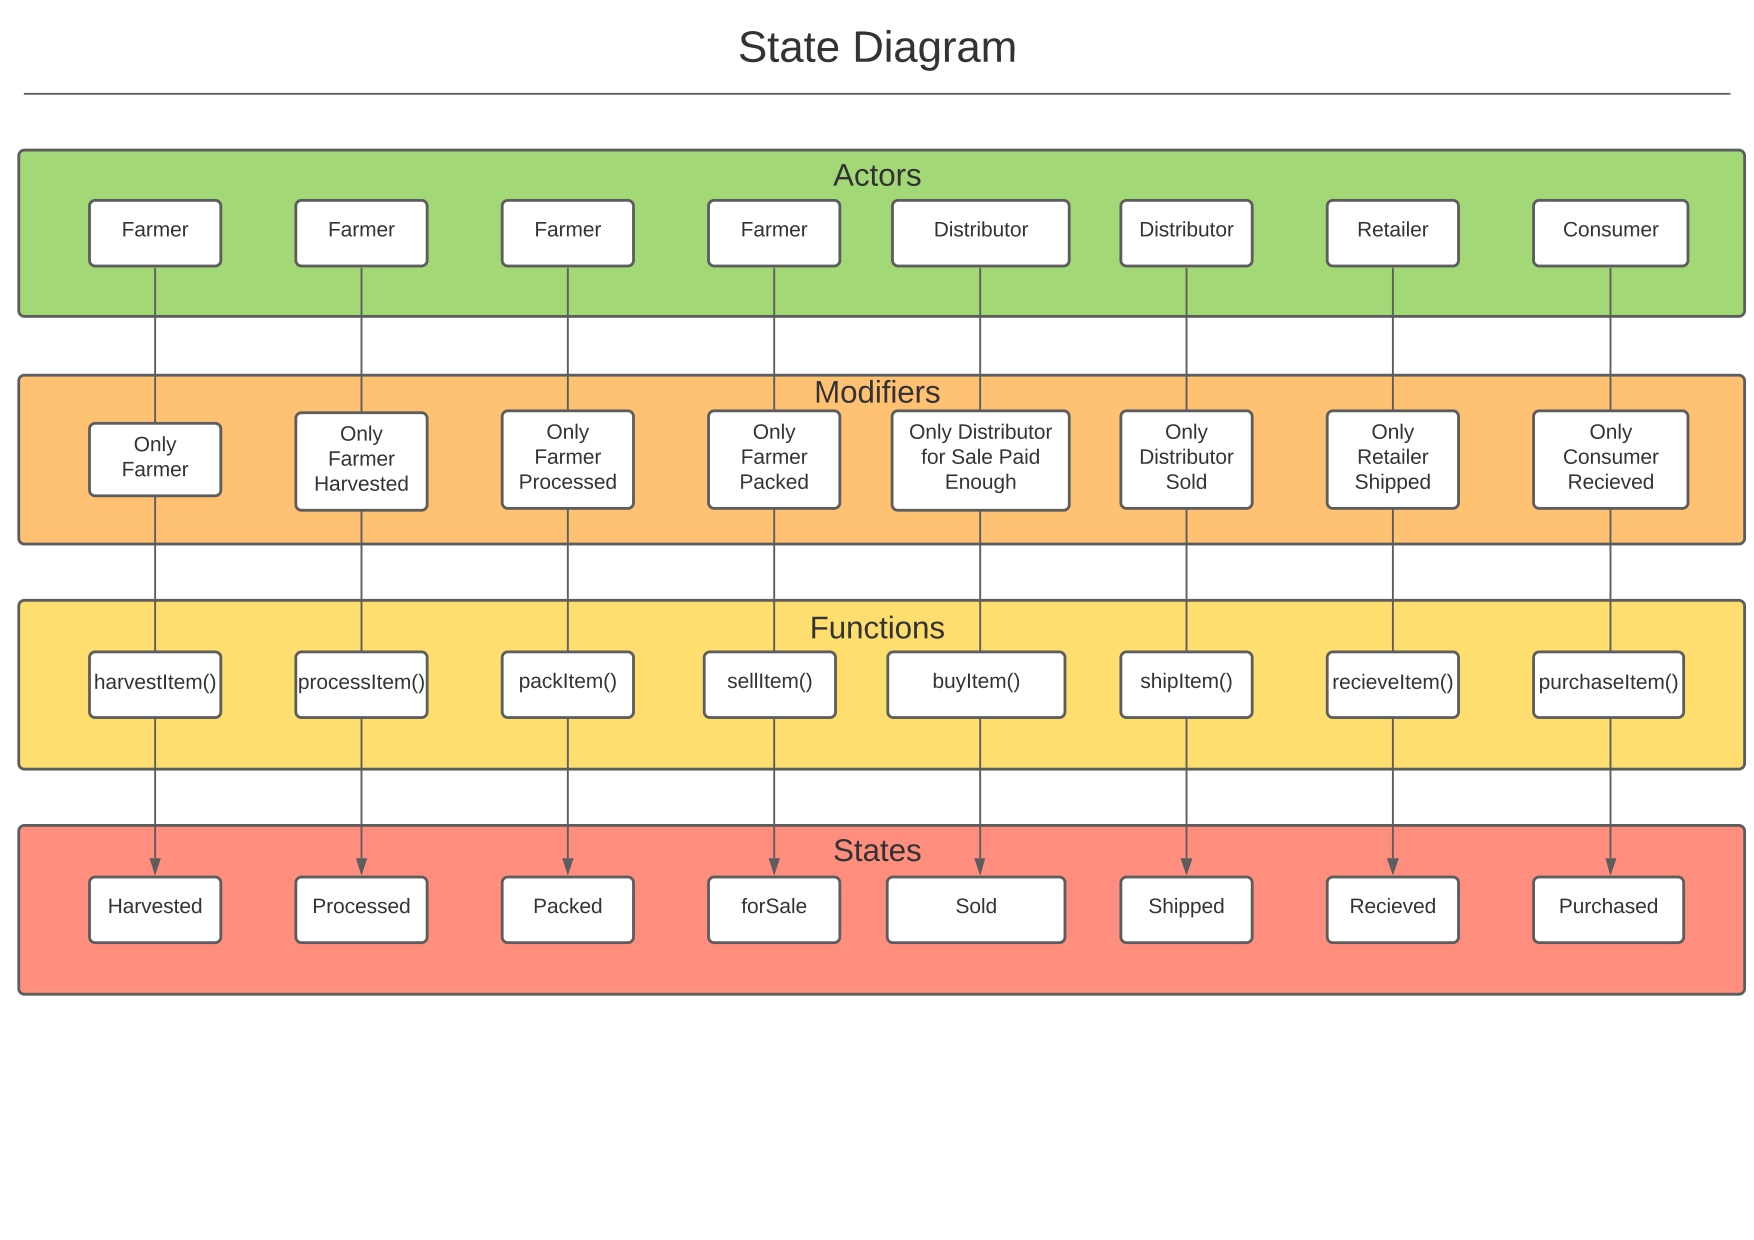 State Diagram
Actors
Farmer
Farmer
Farmer
Farmer
Distributor
Distributor
Retailer
Consumer
Modifiers
Only
Farmer
Only
Farmer
Harvested
Only
Farmer
Processed
Only
Farmer
Packed
Only Distributor
for Sale Paid
Enough
Only
Distributor
Sold
Only
Retailer
Shipped
Only
Consumer
Recieved
Functions
harvestItem()
processItem()
packItem()
sellItem()
buyItem()
shipItem()
recieveItem()
purchaseItem()
States
Harvested
Processed
Packed
forSale
Sold
Shipped
Recieved
Purchased